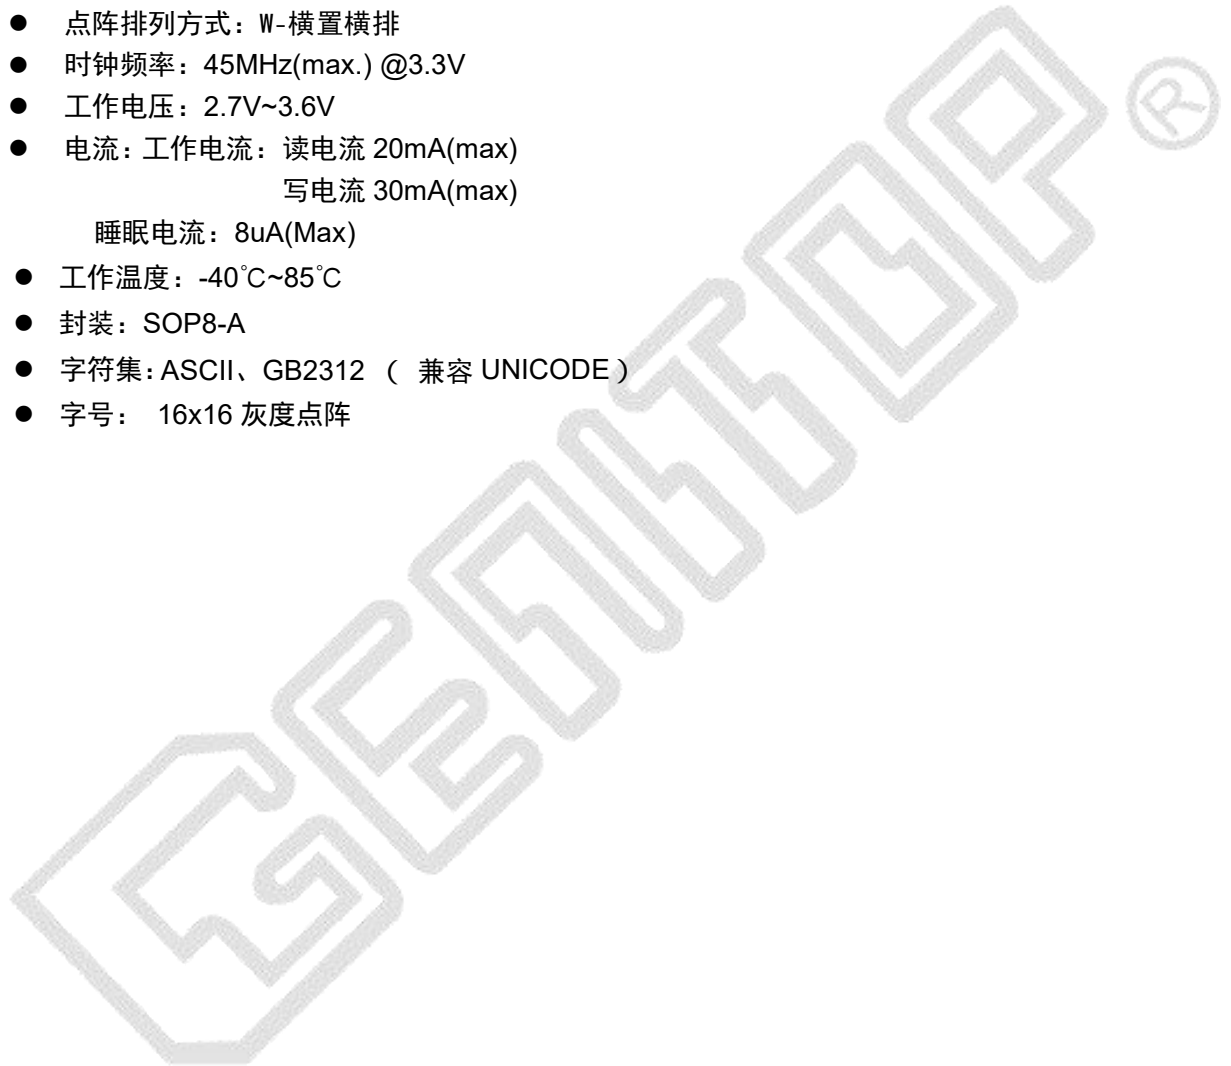 ● 点阵排列方式：W-横置横排
● 时钟频率：45MHz(max.) @3.3V
● 工作电压：2.7V~3.6V
● 电流：工作电流：读电流 20mA(max)
写电流 30mA(max)
睡眠电流：8uA(Max)
● 工作温度：-40℃~85℃
● 封装：SOP8-A
● 字符集：ASCII、GB2312 （ 兼容 UNICODE）
● 字号： 16x16 灰度点阵
GENITOP®